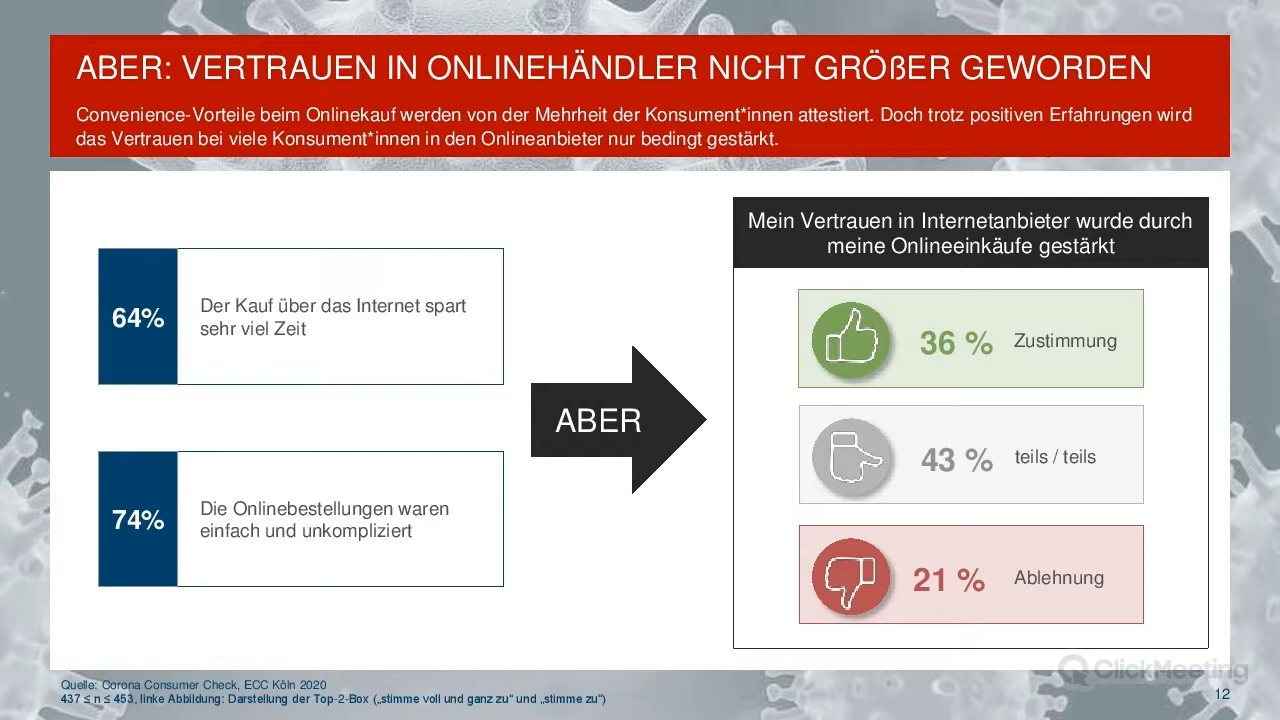 ABER: VERTRAUEN IN ONLINEHÄNDLER NICHT GRÖßER GEWORDEN
Convenience-Vorteile beim Onlinekauf werden von der Mehrheit der Konsument*innen attestiert. Doch trotz positiven Erfahrungen wird
das Vertrauen bei viele Konsument*innen in den Onlineanbieter nur bedingt gestärkt.
64%
Der Kauf über das Internet spart
sehr viel Zeit
74%
Die Onlinebestellungen waren
einfach und unkompliziert
ABER
Mein Vertrauen in Internetanbieter wurde durch
meine Onlineeinkäufe gestärkt
36 % Zustimmung
43 % teils / teils
21 % Ablehnung
Quelle: Corona Consumer Check, ECC Köln 2020
437 ≤ n ≤ 453, linke Abbildung: Darstellung der Top-2-Box („stimme voll und ganz zu“ und „stimme zu“)
ClickMeeting
12